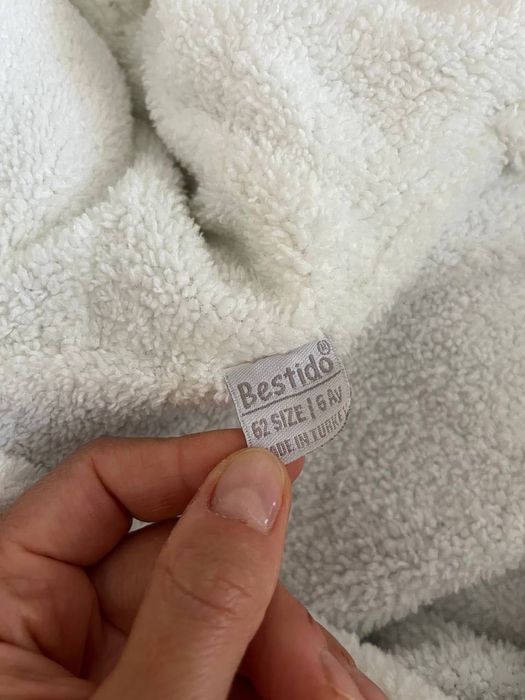 Bestido®
62 SIZE | 6 Ay
IN